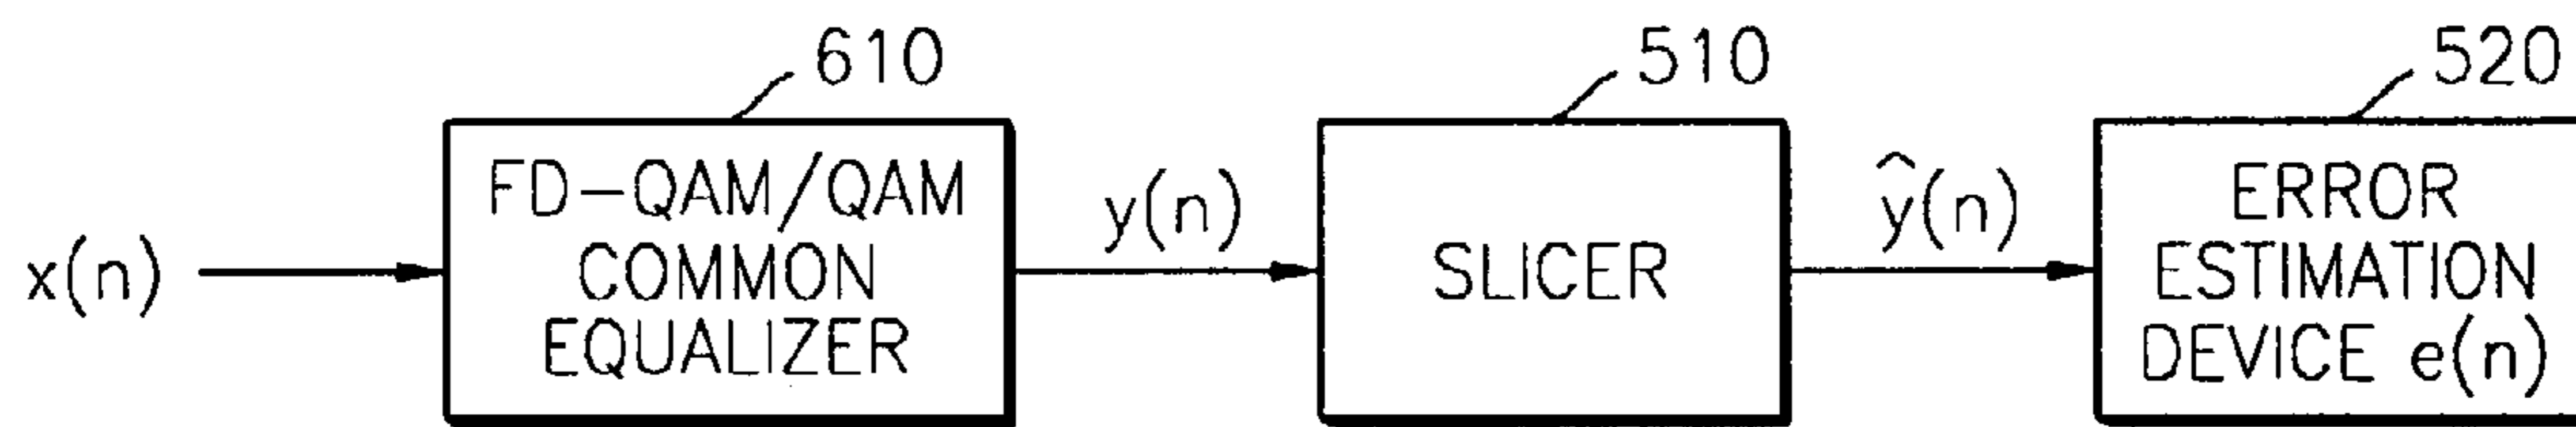 610
510
520
FD-QAM/QAM
COMMON
EQUALIZER
SLICER
ERROR
ESTIMATION
DEVICE e(n)
x(n)
y(n)
ŷ(n)